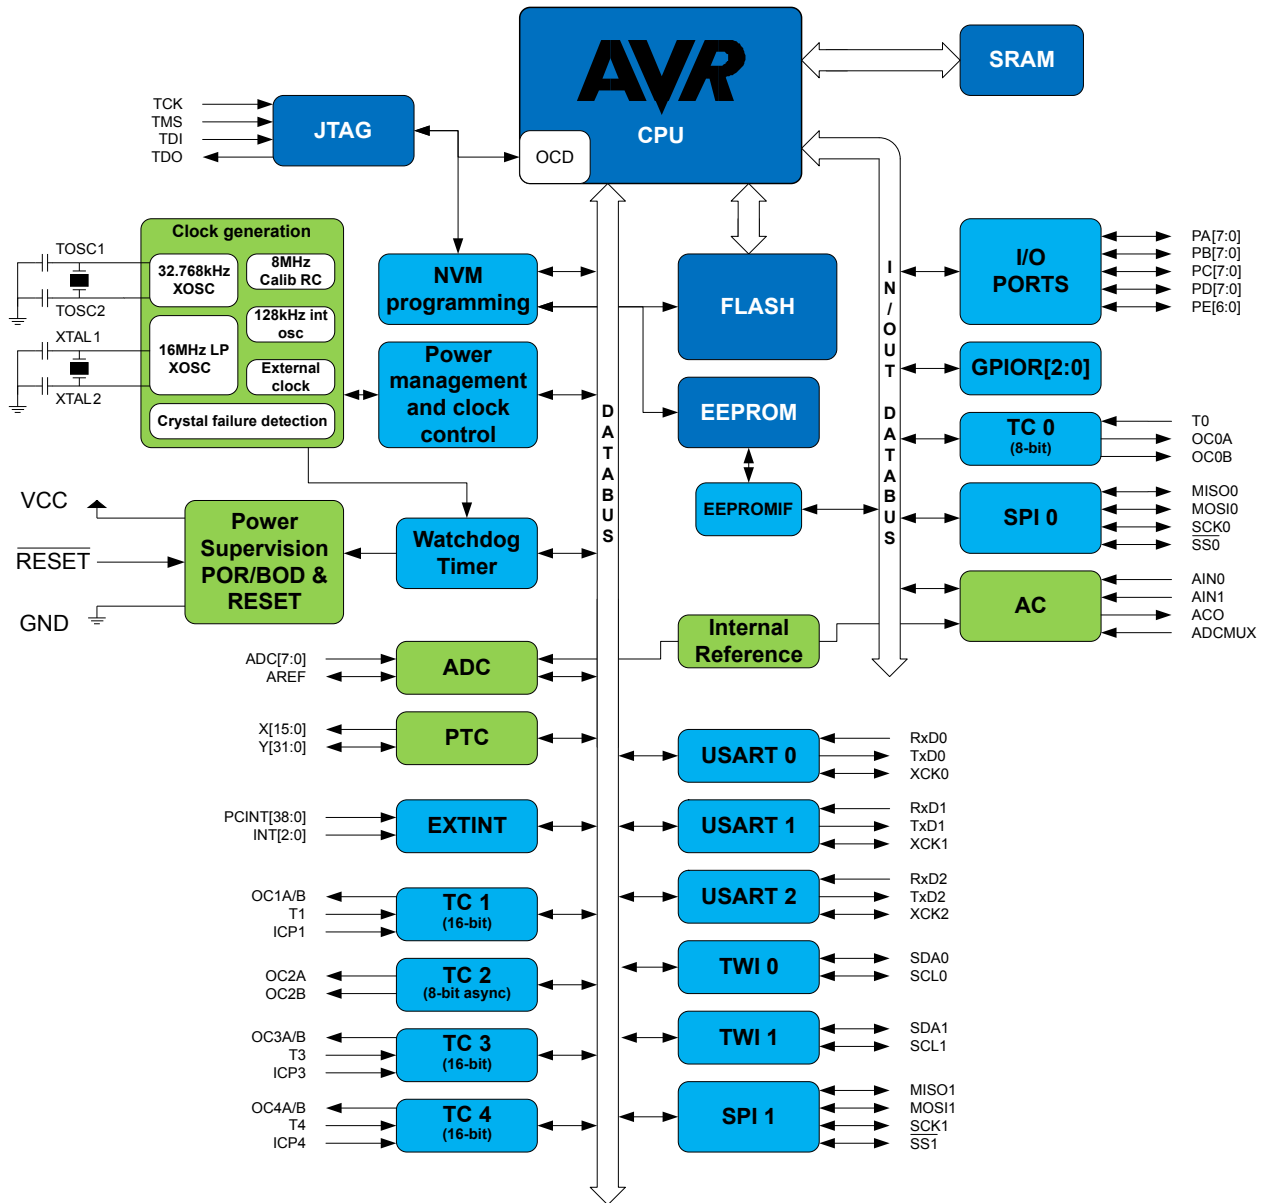 AVR
CPU
OCD
SRAM
TCK
TMS
TDI
TDO
JTAG
Clock generation
TOSC1
TOSC2
XTAL1
XTAL2
32.768kHz
XOSC
8MHz
Calib RC
128kHz int
osc
16MHz LP
XOSC
External
clock
Crystal failure detection
NVM
programming
Power
management
and clock
control
FLASH
EEPROM
EEPROMIF
DATABUS
IN/OUT DATABUS
I/O
PORTS
PA[7:0]
PB[7:0]
PC[7:0]
PD[7:0]
PE[6:0]
GPIOR[2:0]
TC 0
(8-bit)
T0
OC0A
OC0B
SPI 0
MISO0
MOSI0
SCK0
SS0
AC
AIN0
AIN1
ACO
ADCMUX
VCC
RESET
GND
Power
Supervision
POR/BOD &
RESET
Watchdog
Timer
Internal
Reference
ADC[7:0]
AREF
ADC
X[15:0]
Y[31:0]
PTC
PCINT[38:0]
INT[2:0]
EXTINT
OC1A/B
T1
ICP1
TC 1
(16-bit)
OC2A
OC2B
TC 2
(8-bit async)
OC3A/B
T3
ICP3
TC 3
(16-bit)
OC4A/B
T4
ICP4
TC 4
(16-bit)
USART 0
RxD0
TxD0
XCK0
USART 1
RxD1
TxD1
XCK1
USART 2
RxD2
TxD2
XCK2
TWI 0
SDA0
SCL0
TWI 1
SDA1
SCL1
SPI 1
MISO1
MOSI1
SCK1
SS1